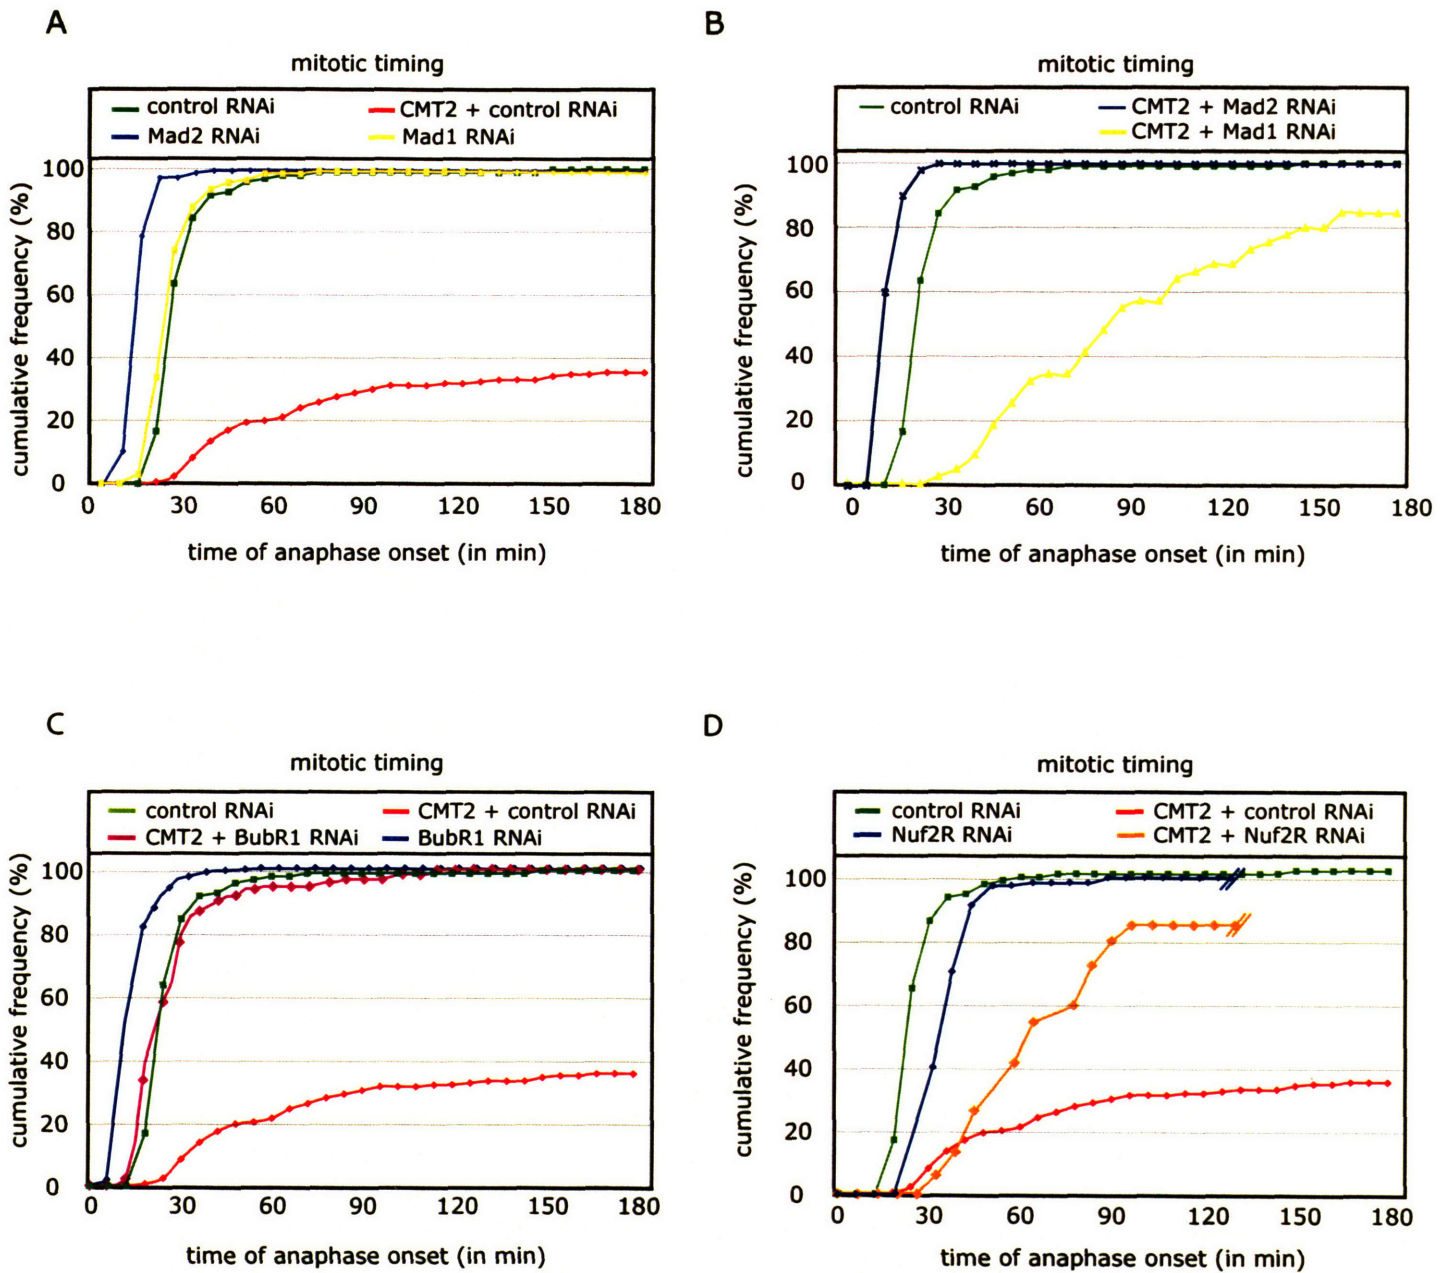 A
mitotic timing
control RNAi CMT2 + control RNAi
Mad2 RNAi Mad1 RNAi
cumulative frequency (%)
100
80
60
40
20
0
0 30 60 90 120 150 180
time of anaphase onset (in min)
B
mitotic timing
control RNAi CMT2 + Mad2 RNAi
CMT2 + Mad1 RNAi
cumulative frequency (%)
100
80
60
40
20
0
0 30 60 90 120 150 180
time of anaphase onset (in min)
C
mitotic timing
control RNAi CMT2 + control RNAi
CMT2 + BubR1 RNAi BubR1 RNAi
cumulative frequency (%)
100
80
60
40
20
0
0 30 60 90 120 150 180
time of anaphase onset (in min)
D
mitotic timing
control RNAi CMT2 + control RNAi
Nuf2R RNAi CMT2 + Nuf2R RNAi
cumulative frequency (%)
100
80
60
40
20
0
0 30 60 90 120 150 180
time of anaphase onset (in min)